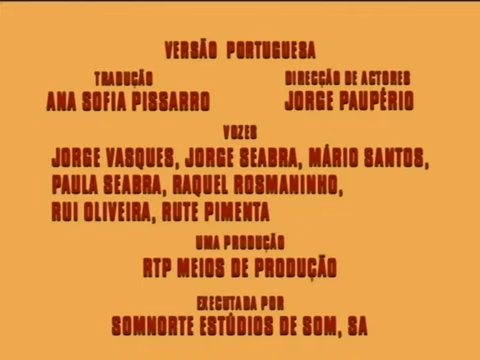 VERSÃO PORTUGUESA
TRADUÇÃO
ANA SOFIA PISSARRO
DIRECÇÃO DE ACTORES
JORGE PAUPÉRIO
VOZES
JORGE VASQUES, JORGE SEABRA, MÁRIO SANTOS,
PAULA SEABRA, RAQUEL ROSMANINHO,
RUI OLIVEIRA, RUTE PIMENTA
UMA PRODUÇÃO
RTP MEIOS DE PRODUÇÃO
EXECUTADA POR
SOMNORTE ESTÚDIOS DE SOM, SA